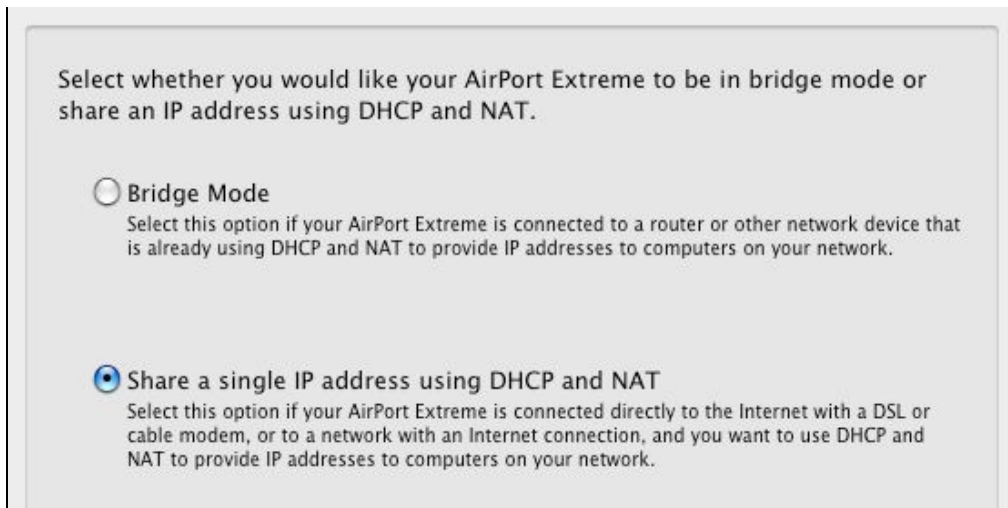 Select whether you would like your AirPort Extreme to be in bridge mode or
share an IP address using DHCP and NAT.
Bridge Mode
Select this option if your AirPort Extreme is connected to a router or other network device that
is already using DHCP and NAT to provide IP addresses to computers on your network.
Share a single IP address using DHCP and NAT
Select this option if your AirPort Extreme is connected directly to the Internet with a DSL or
cable modem, or to a network with an Internet connection, and you want to use DHCP and
NAT to provide IP addresses to computers on your network.